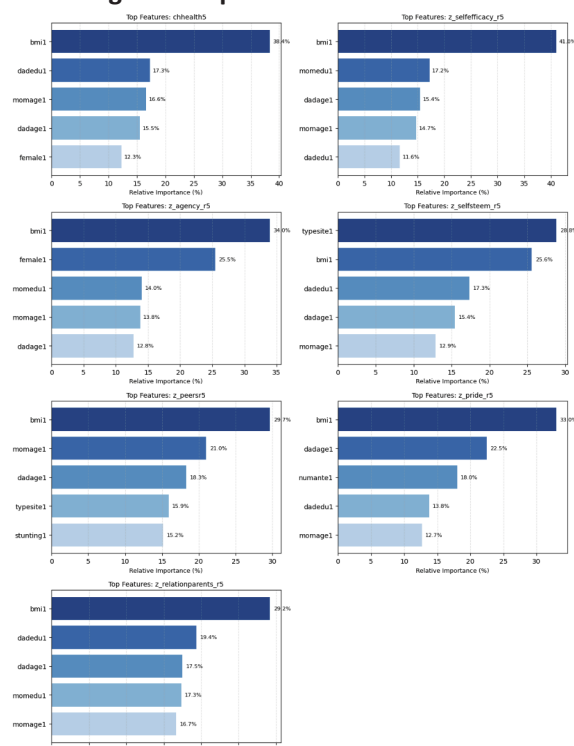 Top Features: chhealth5
bmi1
38.4%
dadedu1
17.3%
momage1
16.6%
dadage1
15.5%
female1
12.3%
0 5 10 15 20 25 30 35 40
Relative Importance (%)
Top Features: z_selfefficacy_r5
bmi1
momedu1
17.2%
dadage1
15.4%
momage1
14.7%
dadedu1
11.6%
0 5 10 15 20 25 30 35 40
Relative Importance (%)
Top Features: z_agency_r5
bmi1
34.0%
female1
25.5%
momedu1
14.0%
momage1
13.8%
dadage1
12.8%
0 5 10 15 20 25 30 35
Relative Importance (%)
Top Features: z_selfsteem_r5
typesite1
28.8%
bmi1
25.6%
dadedu1
17.3%
dadage1
15.4%
momage1
12.9%
0 5 10 15 20 25 30
Relative Importance (%)
Top Features: z_peersr5
bmi1
29.7%
momage1
21.0%
dadage1
18.3%
typesite1
15.9%
stunting1
15.2%
0 5 10 15 20 25 30
Relative Importance (%)
Top Features: z_pride_r5
bmi1
33.0%
dadage1
22.5%
numante1
18.0%
dadedu1
13.8%
momage1
12.7%
0 5 10 15 20 25 30
Relative Importance (%)
Top Features: z_relationparents_r5
bmi1
29.2%
dadedu1
19.4%
dadage1
17.5%
momedu1
17.3%
momage1
16.7%